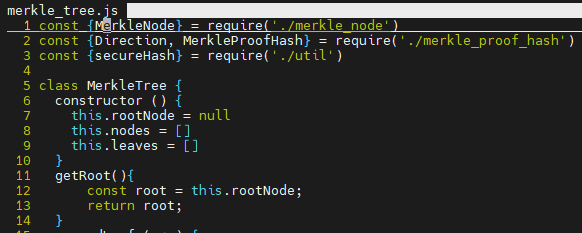 merkle_tree.js
1 const {MerkleNode} = require('./merkle_node')
2 const {Direction, MerkleProofHash} = require('./merkle_proof_hash')
3 const {secureHash} = require('./util')
4
5 class MerkleTree {
6   constructor () {
7     this.rootNode = null
8     this.nodes = []
9     this.leaves = []
10   }
11   getRoot(){
12       const root = this.rootNode;
13       return root;
14   }